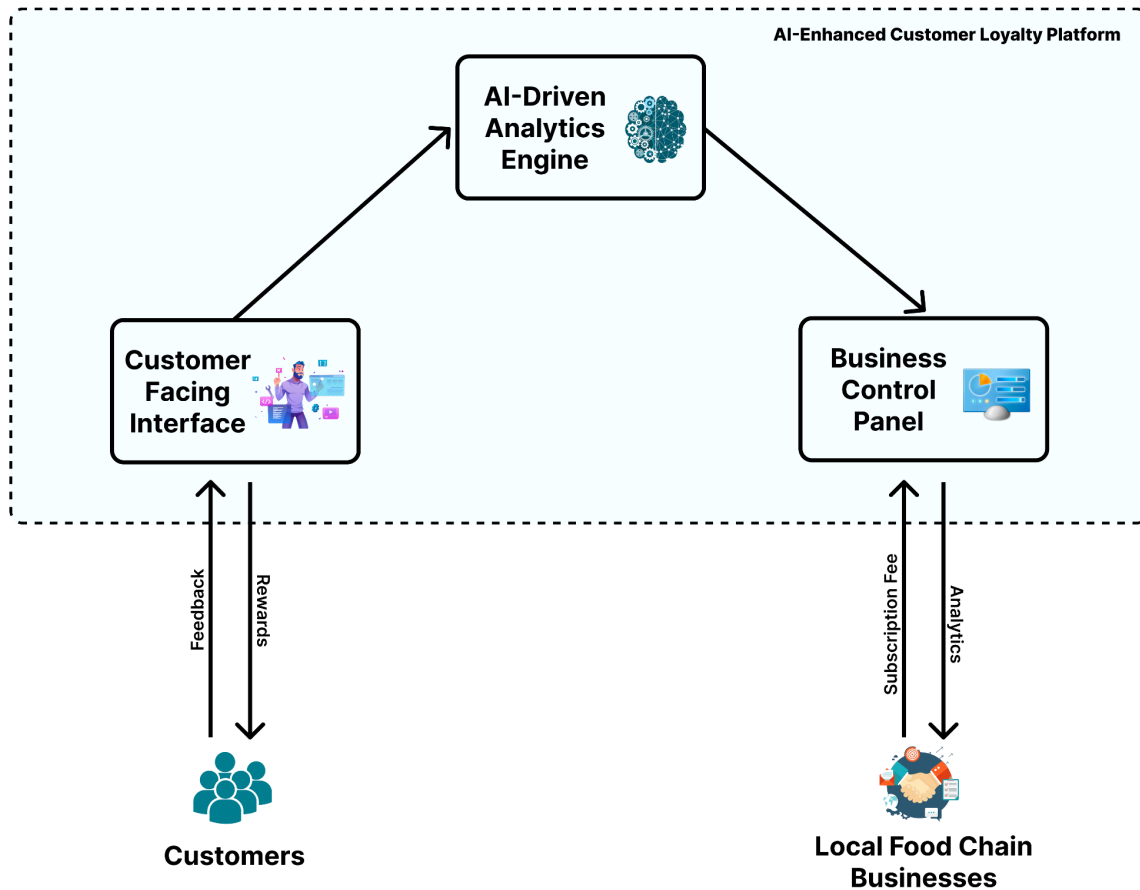 AI-Enhanced Customer Loyalty Platform
AI-Driven
Analytics
Engine
Customer
Facing
Interface
Business
Control
Panel
Feedback
Rewards
Subscription Fee
Analytics
Customers
Local Food Chain
Businesses